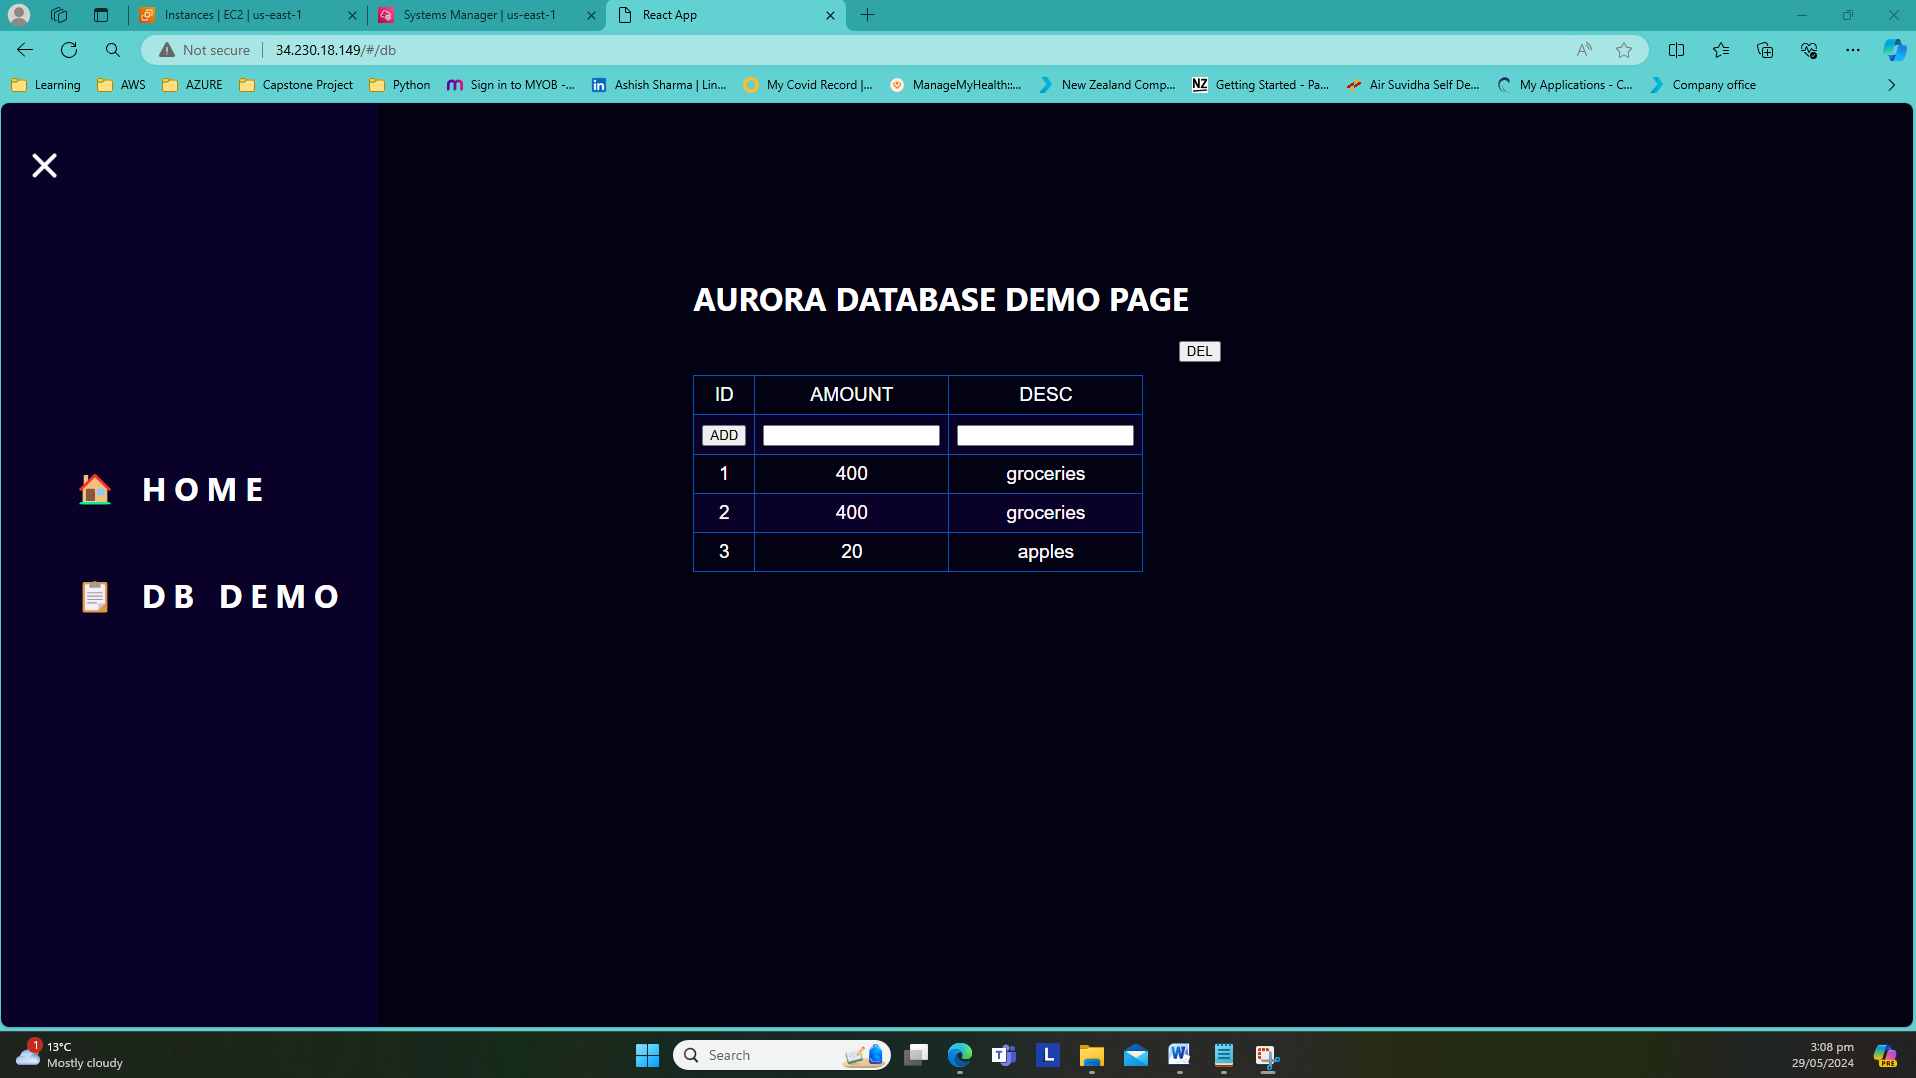 Instances | EC2 | us-east-1
Systems Manager | us-east-1
React App
Not secure
34.230.18.149/#/db
Learning
AWS
AZURE
Capstone Project
Python
Sign in to MYOB -...
Ashish Sharma | Lin...
My Covid Record |...
ManageMyHealth::...
New Zealand Comp...
NZ
Getting Started - Pa...
Air Suvidha Self De...
My Applications - C...
Company office
HOME
DB DEMO
AURORA DATABASE DEMO PAGE
DEL
ID AMOUNT DESC
ADD
1 400 groceries
2 400 groceries
3 20 apples
1
13°C
Mostly cloudy
Search
L
PRE
3:08 pm
29/05/2024